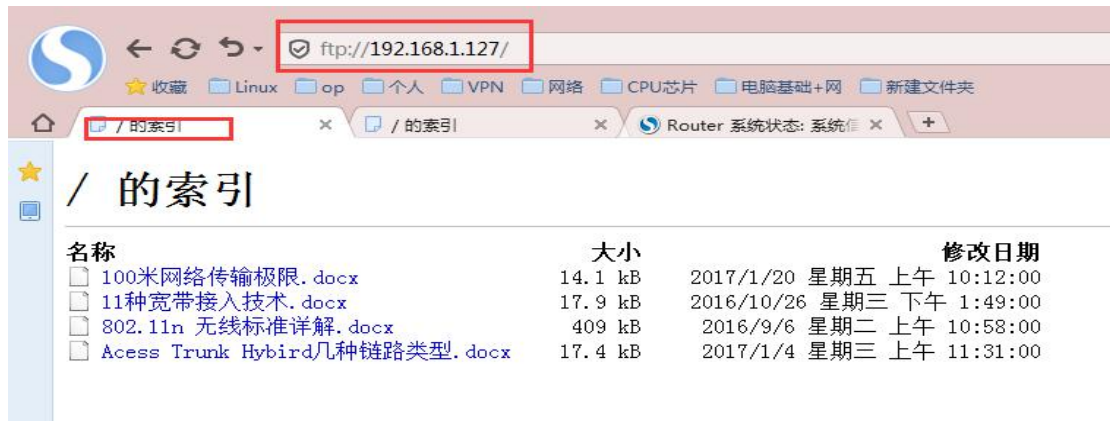 ftp://192.168.1.127/
收藏 Linux op 个人 VPN 网络 CPU芯片 电脑基础+网 新建文件夹
/ 的索引 / 的索引 Router 系统状态: 系统信
/ 的索引
名称 大小 修改日期
100米网络传输极限.docx 14.1 kB 2017/1/20 星期五 上午 10:12:00
11种宽带接入技术.docx 17.9 kB 2016/10/26 星期三 下午 1:49:00
802.11n 无线标准详解.docx 409 kB 2016/9/6 星期二 上午 10:58:00
Acess Trunk Hybird几种链路类型.docx 17.4 kB 2017/1/4 星期三 上午 11:31:00